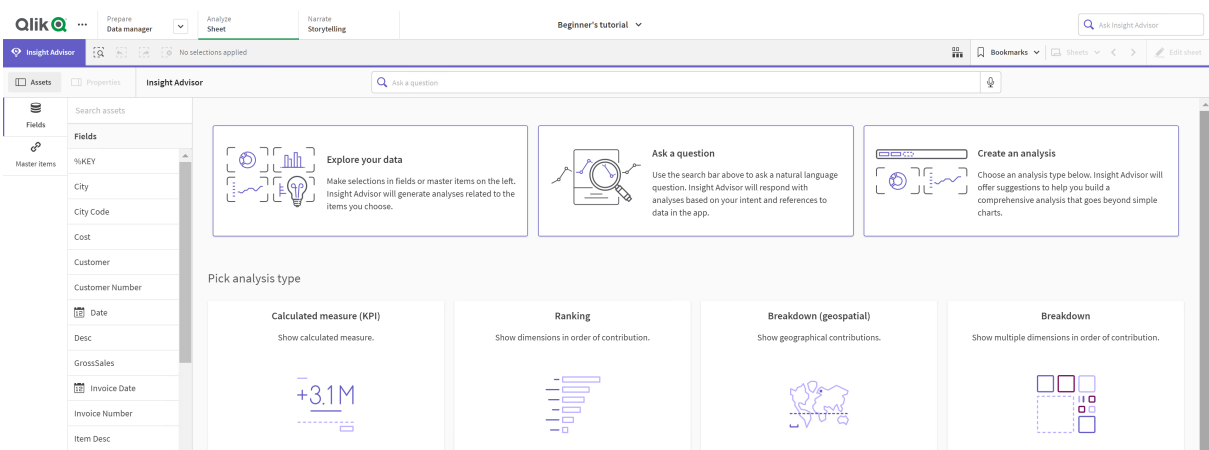 Qlik
Prepare
Data manager
Analyze
Sheet
Narrate
Storytelling
Beginner's tutorial
Ask Insight Advisor
Insight Advisor
No selections applied
Bookmarks
Sheets
Edit sheet
Assets
Properties
Insight Advisor
Ask a question
Fields
Master items
Search assets
Fields
%KEY
City
City Code
Cost
Customer
Customer Number
Date
Desc
GrossSales
Invoice Date
Invoice Number
Item Desc
Explore your data
Make selections in fields or master items on the left.
Insight Advisor will generate analyses related to the
items you choose.
Ask a question
Use the search bar above to ask a natural language
question. Insight Advisor will respond with
analyses based on your intent and references to
data in the app.
Create an analysis
Choose an analysis type below. Insight Advisor will
offer suggestions to help you build a
comprehensive analysis that goes beyond simple
charts.
Pick analysis type
Calculated measure (KPI)
Show calculated measure.
+3.1M
Ranking
Show dimensions in order of contribution.
Breakdown (geospatial)
Show geographical contributions.
Breakdown
Show multiple dimensions in order of contribution.